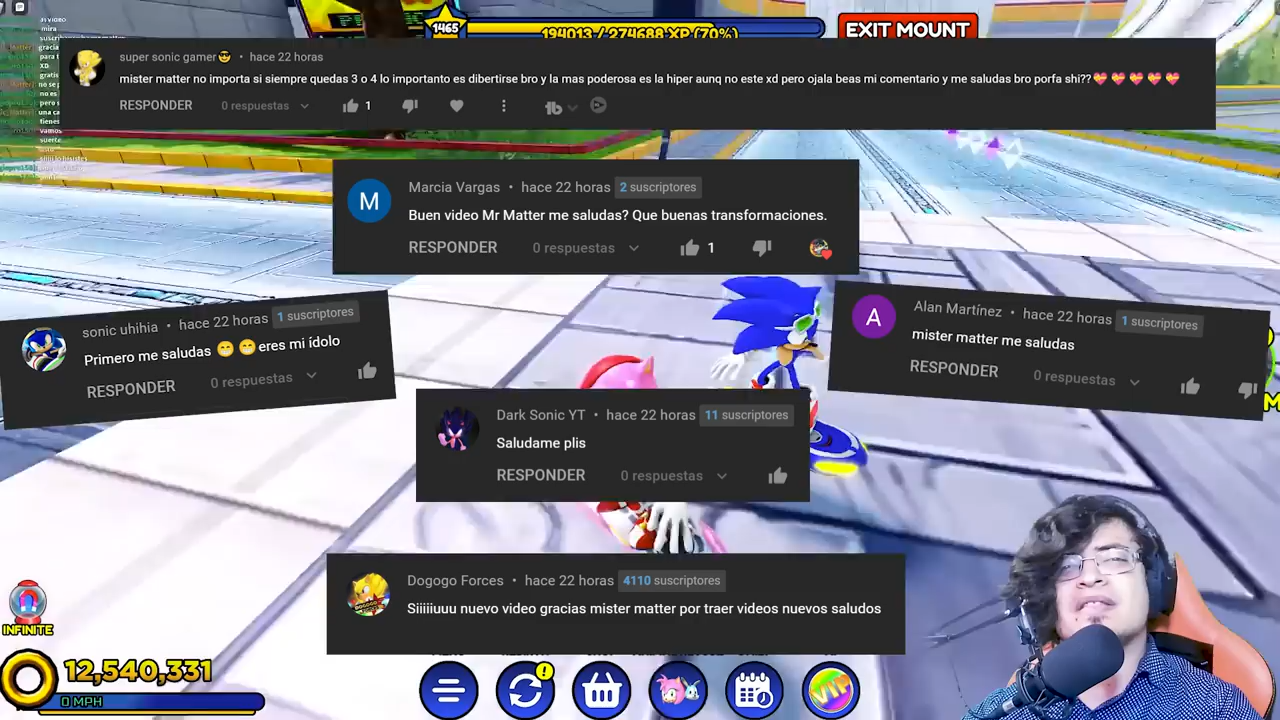 1465
194013 / 274688 XP (70%)
EXIT MOUNT
super sonic gamer😎 • hace 22 horas
mister matter no importa si siempre quedas 3 o 4 lo importanto es dibertirse bro y la mas poderosa es la hiper aunq no este xd pero ojala beas mi comentario y me saludas bro porfa shi??💝💝💝💝💝
RESPONDER 0 respuestas 1
Marcia Vargas • hace 22 horas 2 suscriptores
Buen video Mr Matter me saludas? Que buenas transformaciones.
RESPONDER 0 respuestas 1
sonic uhihia • hace 22 horas 1 suscriptores
Primero me saludas 😁😁eres mi ídolo
RESPONDER 0 respuestas
Alan Martínez • hace 22 horas 1 suscriptores
mister matter me saludas
RESPONDER 0 respuestas
Dark Sonic YT • hace 22 horas 11 suscriptores
Saludame plis
RESPONDER 0 respuestas
Dogogo Forces • hace 22 horas 4110 suscriptores
Siiiiiuuu nuevo video gracias mister matter por traer videos nuevos saludos
INFINITE
12,540,331
0 MPH
VIP